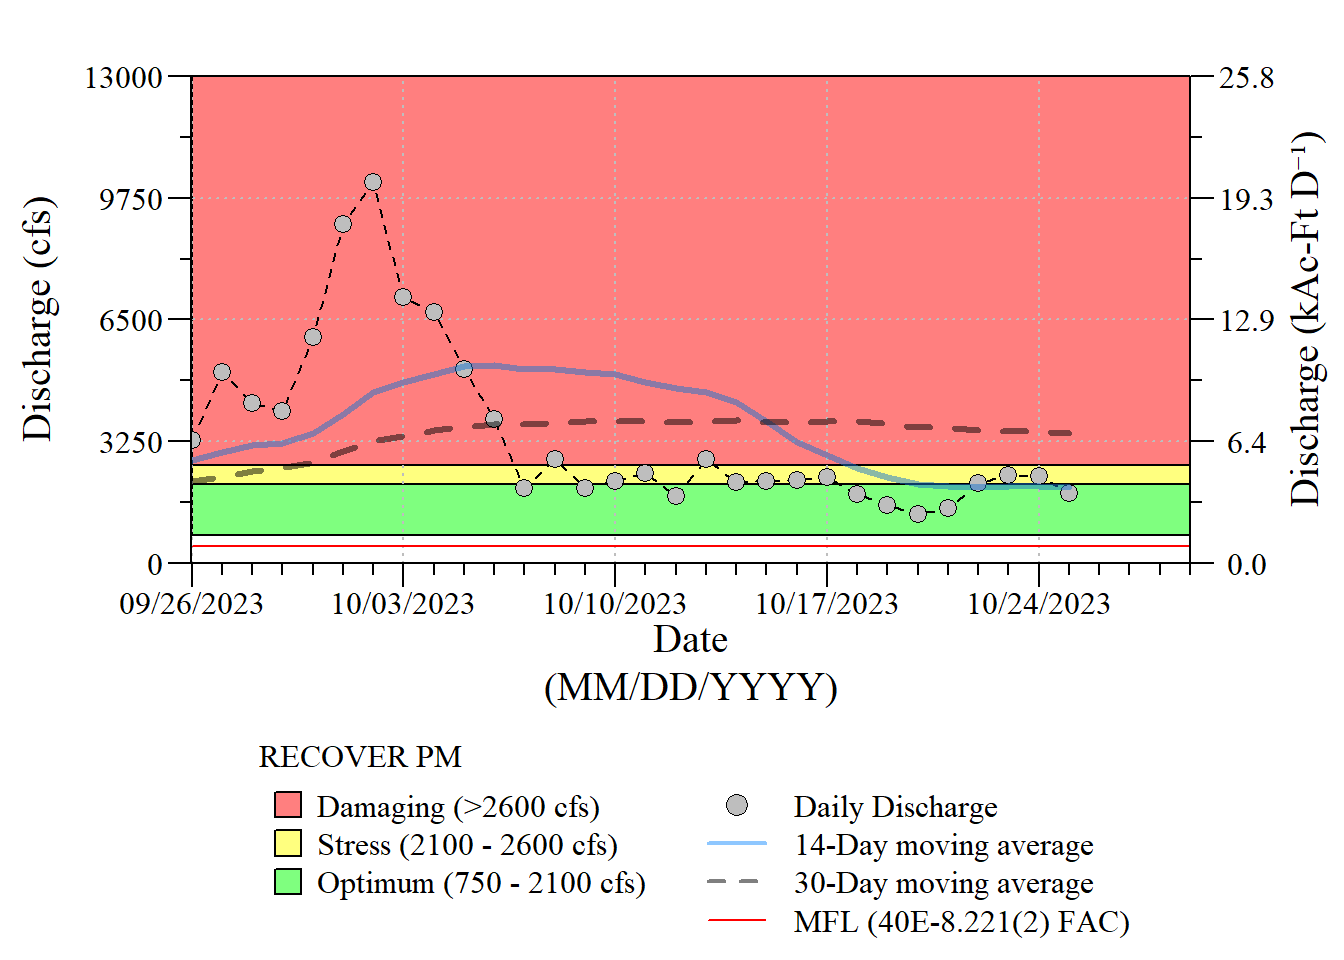 13000
9750
6500
3250
0
Discharge (cfs)
25.8
19.3
12.9
6.4
0.0
Discharge (kAc-Ft D⁻¹)
09/26/2023 10/03/2023 10/10/2023 10/17/2023 10/24/2023
Date
(MM/DD/YYYY)
RECOVER PM
Damaging (>2600 cfs)
Stress (2100 - 2600 cfs)
Optimum (750 - 2100 cfs)
Daily Discharge
14-Day moving average
30-Day moving average
MFL (40E-8.221(2) FAC)